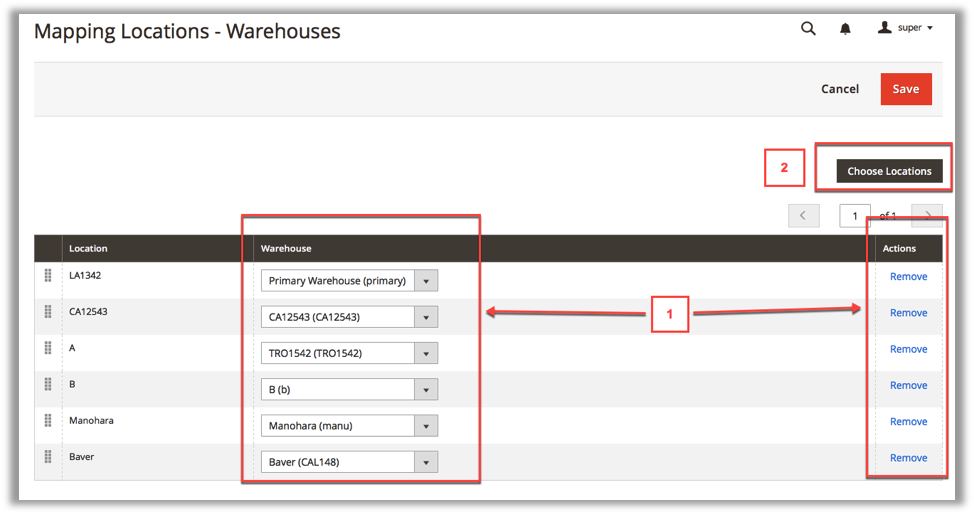 Mapping Locations - Warehouses
super
Cancel
Save
2
Choose Locations
1 of 1
Location Warehouse Actions
LA1342 Primary Warehouse (primary) Remove
CA12543 CA12543 (CA12543) Remove
1
A TRO1542 (TRO1542) Remove
B B (b) Remove
Manohara Manohara (manu) Remove
Baver Baver (CAL148) Remove